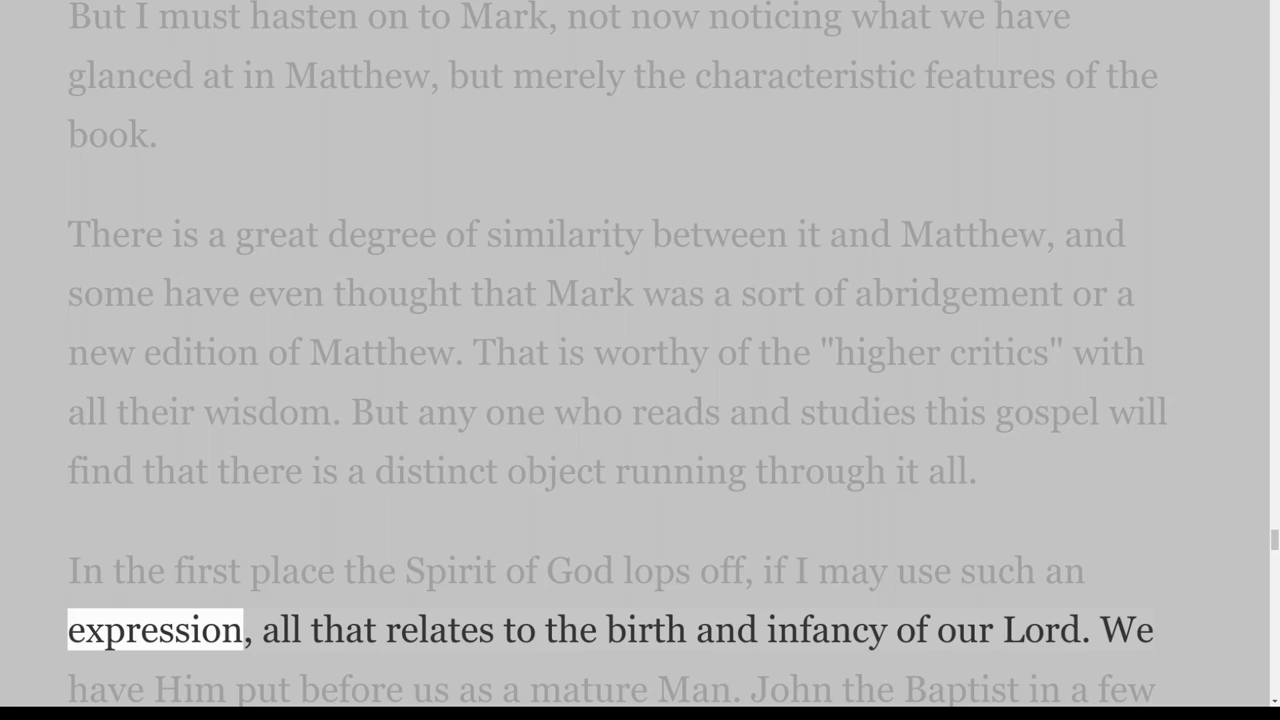 But I must hasten on to Mark, not now noticing what we have
glanced at in Matthew, but merely the characteristic features of the
book.
There is a great degree of similarity between it and Matthew, and
some have even thought that Mark was a sort of abridgement or a
new edition of Matthew. That is worthy of the "higher critics" with
all their wisdom. But any one who reads and studies this gospel will
find that there is a distinct object running through it all.
In the first place the Spirit of God lops off, if I may use such an
expression, all that relates to the birth and infancy of our Lord. We
have Him put before us as a mature Man. John the Baptist in a few